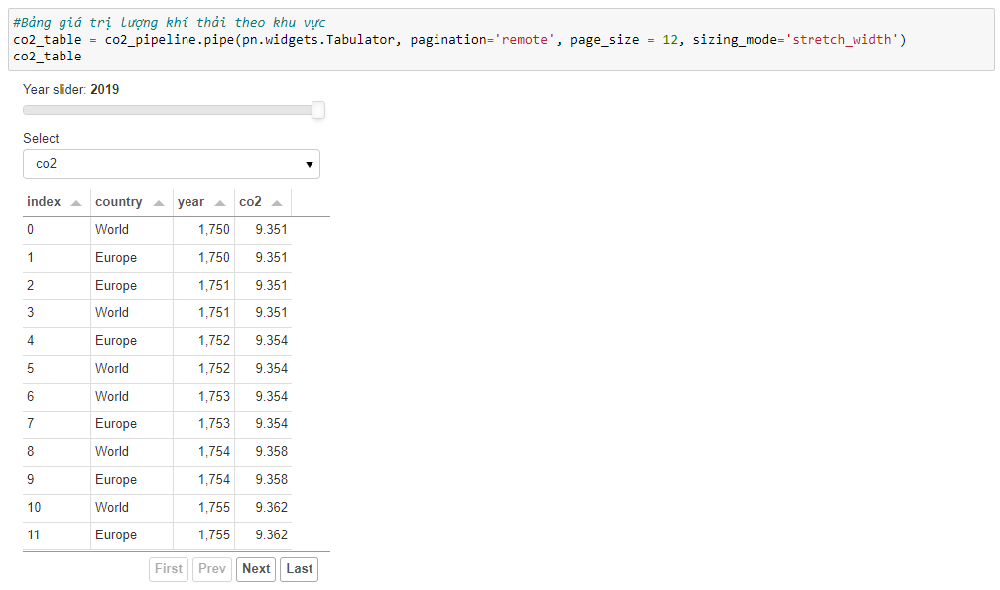 #Bảng giá trị lượng khí thải theo khu vực
co2_table = co2_pipeline.pipe(pn.widgets.Tabulator, pagination='remote', page_size = 12, sizing_mode='stretch_width')
co2_table
Year slider: 2019
Select
co2
index country year co2
0 World 1,750 9.351
1 Europe 1,750 9.351
2 Europe 1,751 9.351
3 World 1,751 9.351
4 Europe 1,752 9.354
5 World 1,752 9.354
6 World 1,753 9.354
7 Europe 1,753 9.354
8 World 1,754 9.358
9 Europe 1,754 9.358
10 World 1,755 9.362
11 Europe 1,755 9.362
First Prev Next Last